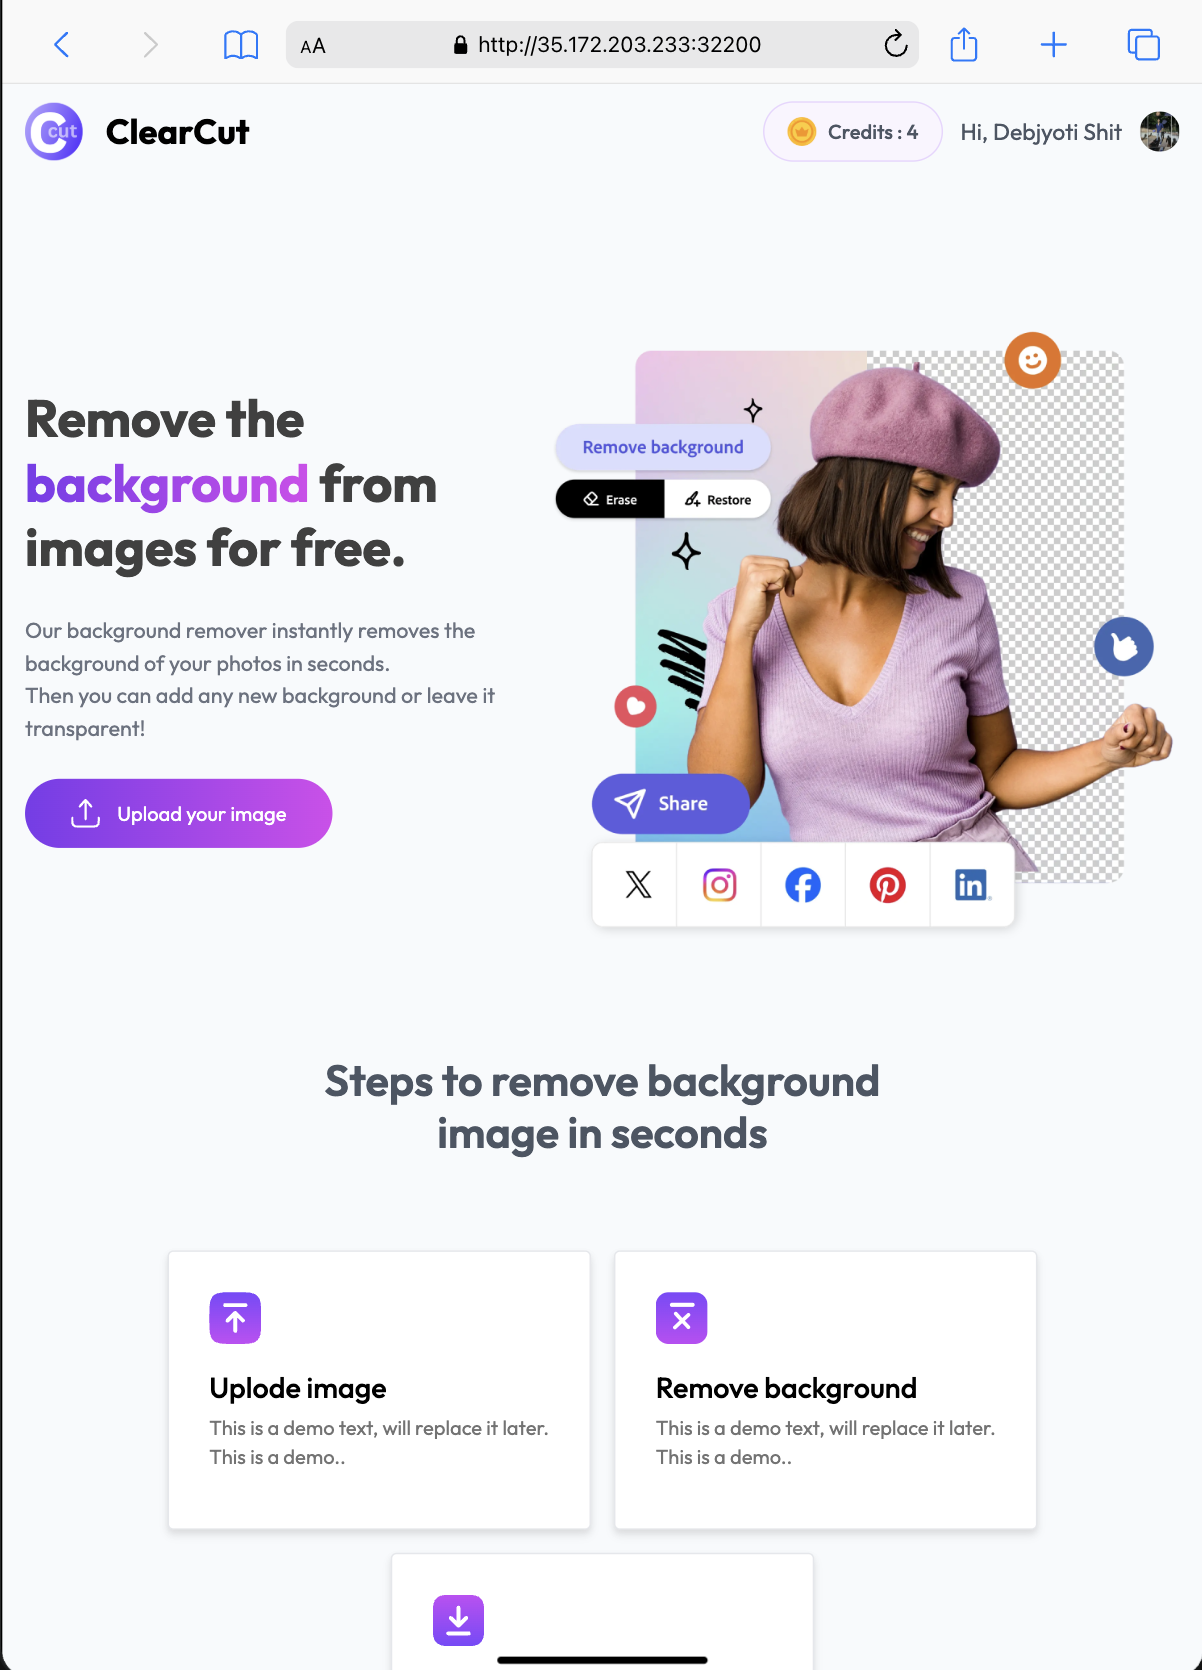 AA
http://35.172.203.233:32200
cut
ClearCut
Credits : 4
Hi, Debjyoti Shit
Remove the
background from
images for free.
Our background remover instantly removes the
background of your photos in seconds.
Then you can add any new background or leave it
transparent!
Upload your image
Remove background
Erase
Restore
Share
in
Steps to remove background
image in seconds
Uplode image
This is a demo text, will replace it later.
This is a demo..
Remove background
This is a demo text, will replace it later.
This is a demo..